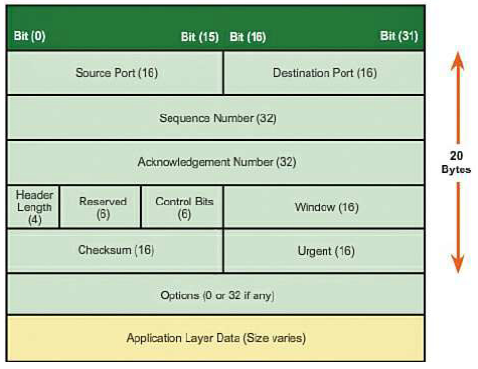 Bit (0) Bit (15) Bit (16) Bit (31)
Source Port (16) Destination Port (16)
Sequence Number (32)
Acknowledgement Number (32)
20
Bytes
Header
Length
(4)
Reserved
(6)
Control Bits
(6)
Window (16)
Checksum (16) Urgent (16)
Options (0 or 32 if any)
Application Layer Data (Size varies)